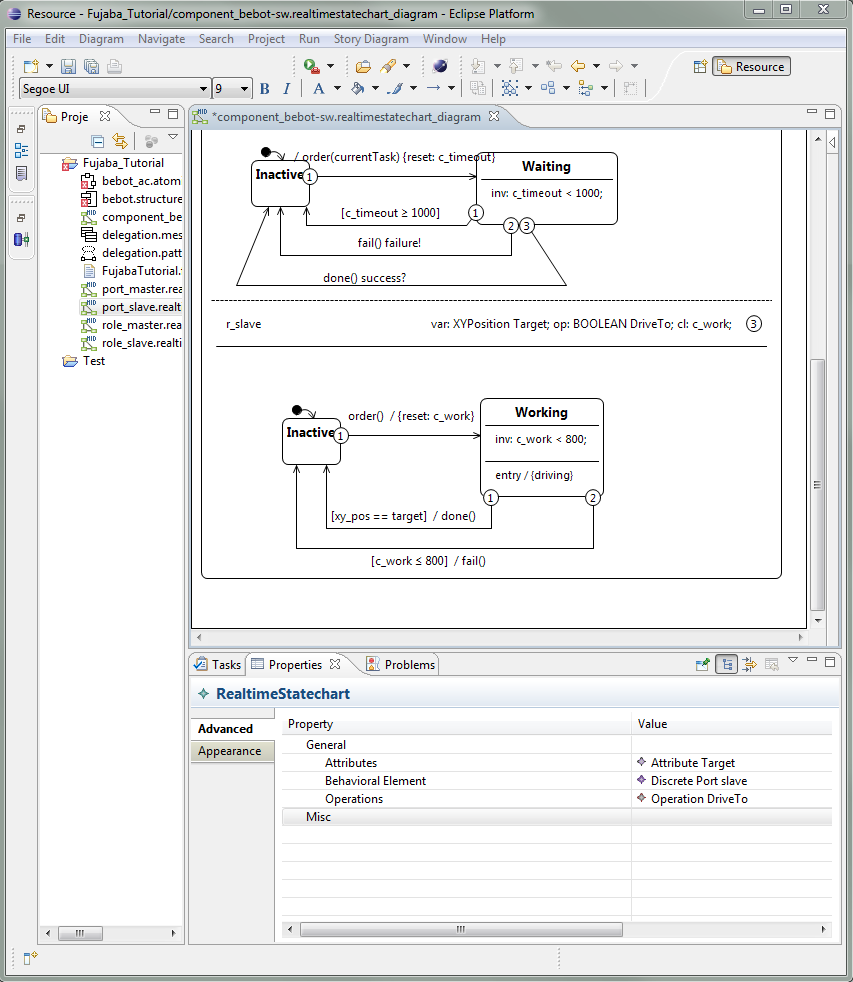 Resource - Fujaba_Tutorial/component_bebot-sw.realtimestatechart_diagram - Eclipse Platform
File Edit Diagram Navigate Search Project Run Story Diagram Window Help
Resource
Segoe UI 9 B I A
Proje
Fujaba_Tutorial
bebot_ac.atom
bebot.structure
component_be
delegation.mes
delegation.patt
FujabaTutorial.
port_master.rea
port_slave.realt
role_master.rea
role_slave.realti
Test
*component_bebot-sw.realtimestatechart_diagram
/ order(currentTask) {reset: c_timeout}
Inactive
1
Waiting
inv: c_timeout < 1000;
[c_timeout ≥ 1000]
1
2 3
fail() failure!
done() success?
r_slave var: XYPosition Target; op: BOOLEAN DriveTo; cl: c_work; 3
order() / {reset: c_work}
Inactive
1
Working
inv: c_work < 800;
entry / {driving}
1 2
[xy_pos == target] / done()
[c_work ≤ 800] / fail()
Tasks Properties Problems
RealtimeStatechart
Advanced
Appearance
Property Value
General
Attributes Attribute Target
Behavioral Element Discrete Port slave
Operations Operation DriveTo
Misc